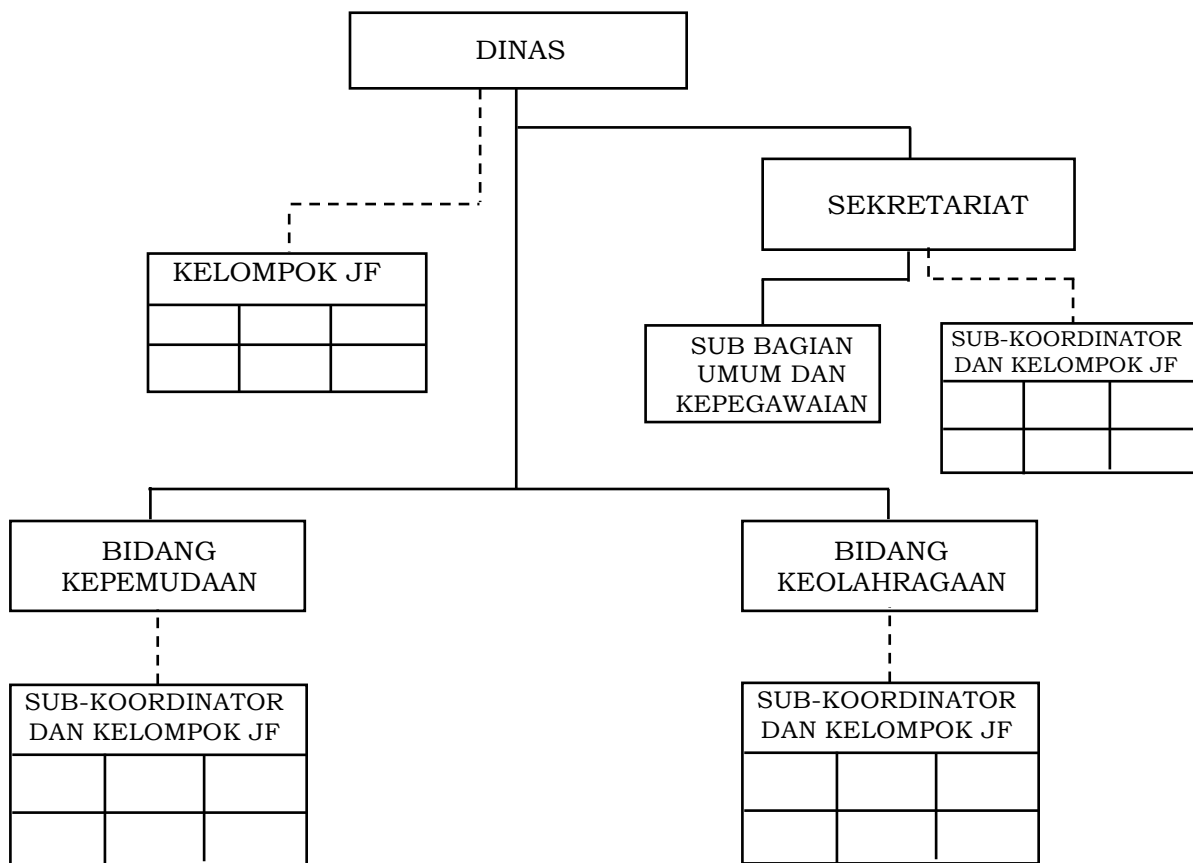 DINAS
SEKRETARIAT
KELOMPOK JF
SUB BAGIAN
UMUM DAN
KEPEGAWAIAN
SUB-KOORDINATOR
DAN KELOMPOK JF
BIDANG
KEPEMUDAAN
BIDANG
KEOLAHRAGAAN
SUB-KOORDINATOR
DAN KELOMPOK JF
SUB-KOORDINATOR
DAN KELOMPOK JF